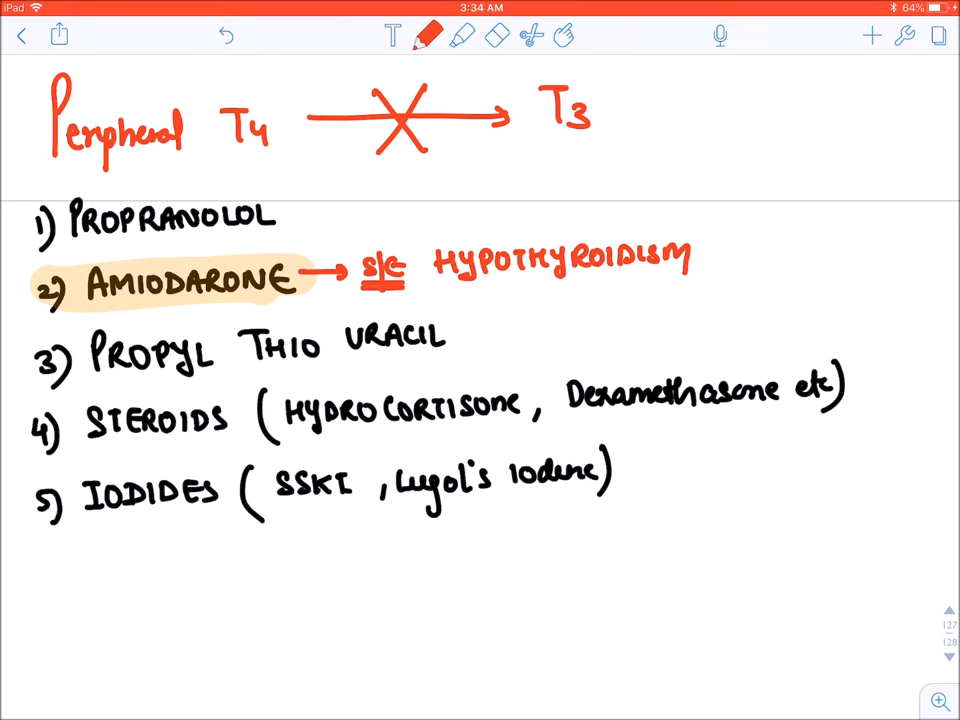 iPad 3:34 AM 64%
Peripheral T4 → T3
1) PROPRANOLOL
2) AMIODARONE → S/E HYPOTHYROIDISM
3) PROPYL THIO URACIL
4) STEROIDS (HYDROCORTISONE, Dexamethasone etc)
5) IODIDES (SSKI, Lugol's Iodine)
127
128